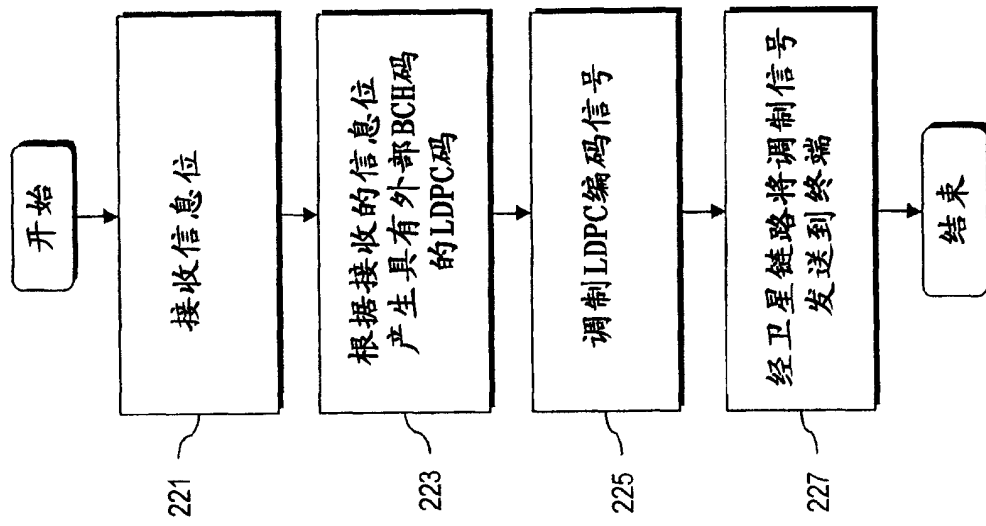 开始
接收信息位
221
根据接收的信息位
产生具有外部BCH码
的LDPC码
223
调制LDPC编码信号
225
经卫星链路将调制信号
发送到终端
227
结束